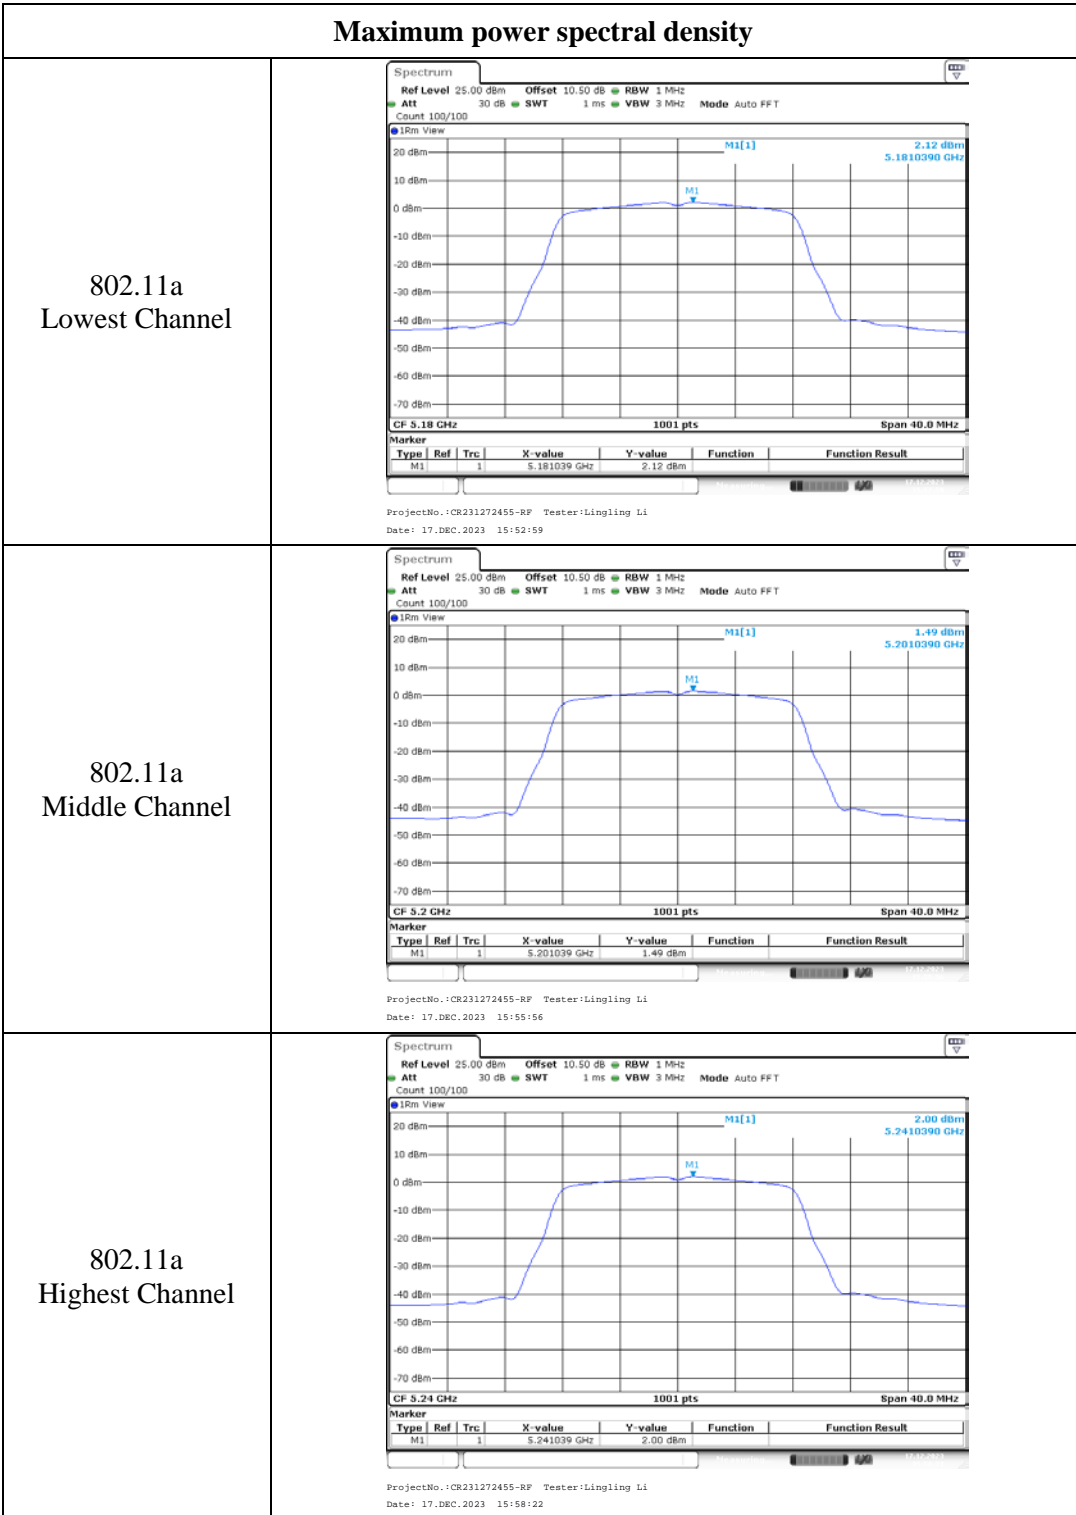 Maximum power spectral density
802.11a
Lowest Channel
Spectrum
Ref Level 25.00 dBm Offset 10.50 dB RBW 1 MHz
Att 30 dB SWT 1 ms VBW 3 MHz Mode Auto FFT
Count 100/100
1Rm View
M1[1] 2.12 dBm
5.1810390 GHz
20 dBm
10 dBm
M1
0 dBm
-10 dBm
-20 dBm
-30 dBm
-40 dBm
-50 dBm
-60 dBm
-70 dBm
CF 5.18 GHz 1001 pts Span 40.0 MHz
Marker
Type Ref Trc X-value Y-value Function Function Result
M1 1 5.181039 GHz 2.12 dBm
ProjectNo.:CR231272455-RF Tester:Lingling Li
Date: 17.DEC.2023 15:52:59
802.11a
Middle Channel
Spectrum
Ref Level 25.00 dBm Offset 10.50 dB RBW 1 MHz
Att 30 dB SWT 1 ms VBW 3 MHz Mode Auto FFT
Count 100/100
1Rm View
M1[1] 1.49 dBm
5.2010390 GHz
20 dBm
10 dBm
M1
0 dBm
-10 dBm
-20 dBm
-30 dBm
-40 dBm
-50 dBm
-60 dBm
-70 dBm
CF 5.2 GHz 1001 pts Span 40.0 MHz
Marker
Type Ref Trc X-value Y-value Function Function Result
M1 1 5.201039 GHz 1.49 dBm
ProjectNo.:CR231272455-RF Tester:Lingling Li
Date: 17.DEC.2023 15:55:56
802.11a
Highest Channel
Spectrum
Ref Level 25.00 dBm Offset 10.50 dB RBW 1 MHz
Att 30 dB SWT 1 ms VBW 3 MHz Mode Auto FFT
Count 100/100
1Rm View
M1[1] 2.00 dBm
5.2410390 GHz
20 dBm
10 dBm
M1
0 dBm
-10 dBm
-20 dBm
-30 dBm
-40 dBm
-50 dBm
-60 dBm
-70 dBm
CF 5.24 GHz 1001 pts Span 40.0 MHz
Marker
Type Ref Trc X-value Y-value Function Function Result
M1 1 5.241039 GHz 2.00 dBm
ProjectNo.:CR231272455-RF Tester:Lingling Li
Date: 17.DEC.2023 15:58:22